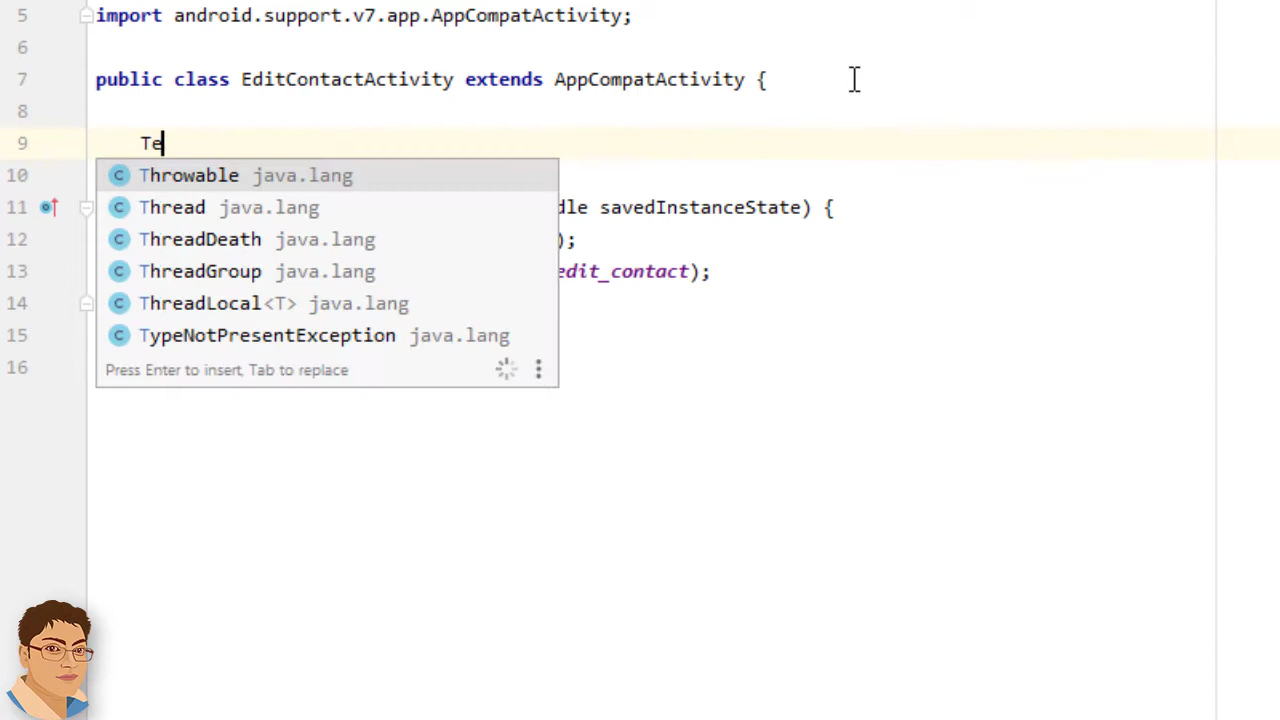 5 import android.support.v7.app.AppCompatActivity;
6
7 public class EditContactActivity extends AppCompatActivity {
8
9 Te
Throwable java.lang
10
11 Thread java.lang dle savedInstanceState) {
12 ThreadDeath java.lang );
13 ThreadGroup java.lang edit_contact);
14 ThreadLocal<T> java.lang
15 TypeNotPresentException java.lang
16 Press Enter to insert, Tab to replace